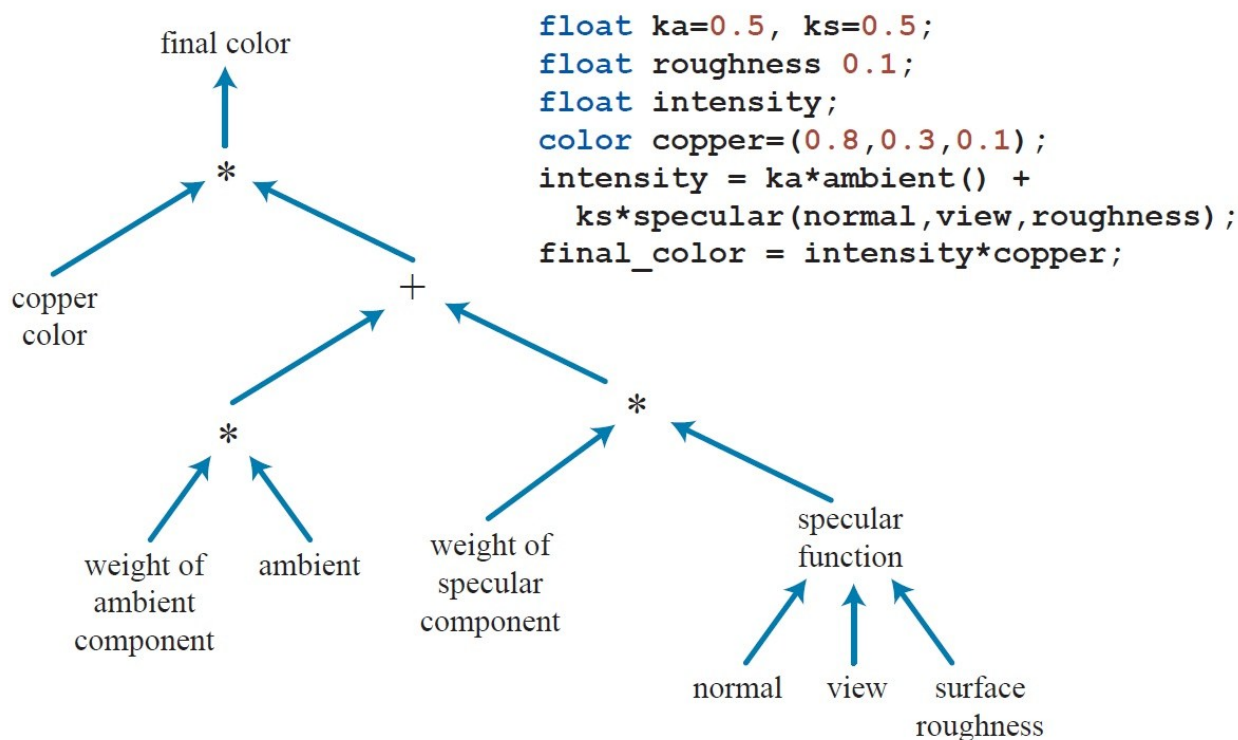 final color
*
copper
color
+
*
*
weight of
ambient
component
ambient
weight of
specular
component
specular
function
normal
view
surface
roughness
float ka=0.5, ks=0.5;
float roughness 0.1;
float intensity;
color copper=(0.8,0.3,0.1);
intensity = ka*ambient() +
ks*specular(normal,view,roughness);
final_color = intensity*copper;